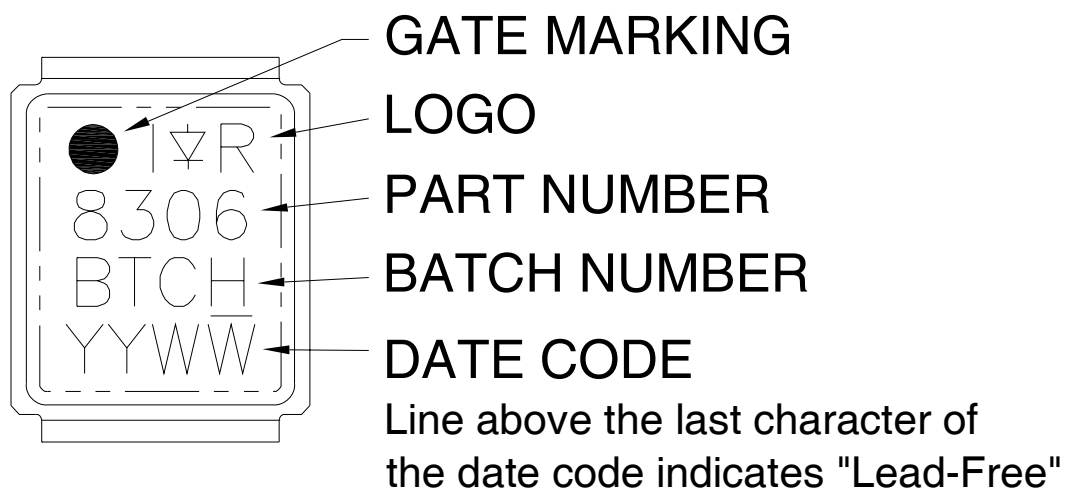 GATE MARKING
I R
LOGO
8306
PART NUMBER
BTCH
BATCH NUMBER
YYWW
DATE CODE
Line above the last character of
the date code indicates "Lead-Free"